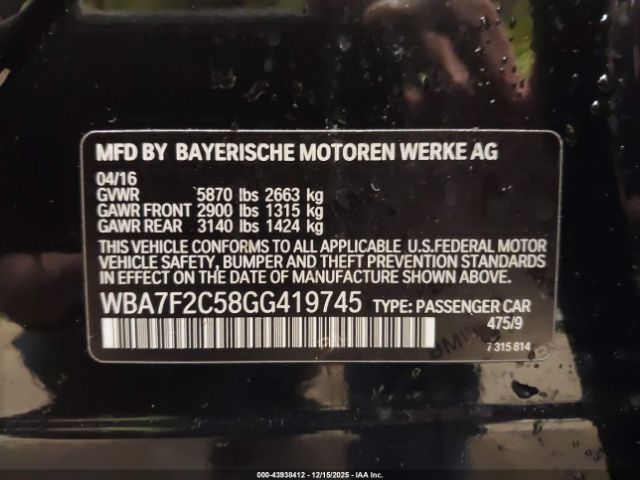 MFD BY BAYERISCHE MOTOREN WERKE AG
04/16
GVWR 5870 lbs 2663 kg
GAWR FRONT 2900 lbs 1315 kg
GAWR REAR 3140 lbs 1424 kg
THIS VEHICLE CONFORMS TO ALL APPLICABLE U.S.FEDERAL MOTOR
VEHICLE SAFETY, BUMPER AND THEFT PREVENTION STANDARDS
IN EFFECT ON THE DATE OF MANUFACTURE SHOWN ABOVE.
WBA7F2C58GG419745 TYPE: PASSENGER CAR
475/9
7 315 814
000-43938412 - 12/15/2025 - IAA Inc.